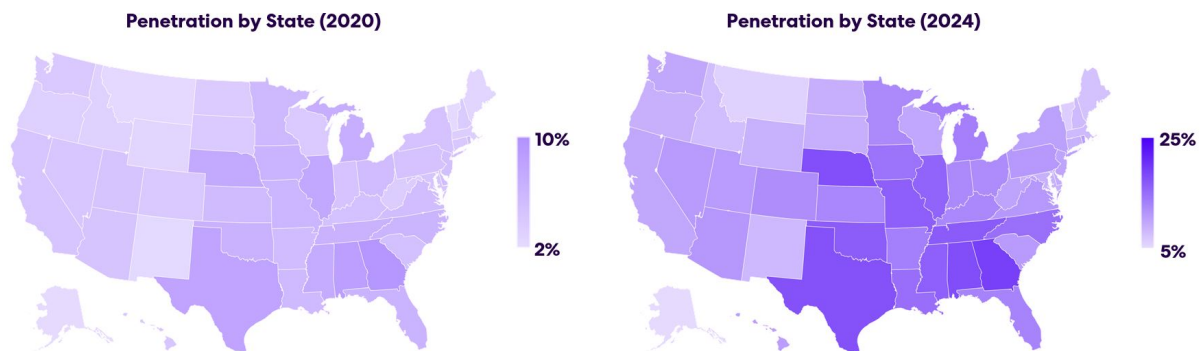 Penetration by State (2020)
10%
2%
Penetration by State (2024)
25%
5%